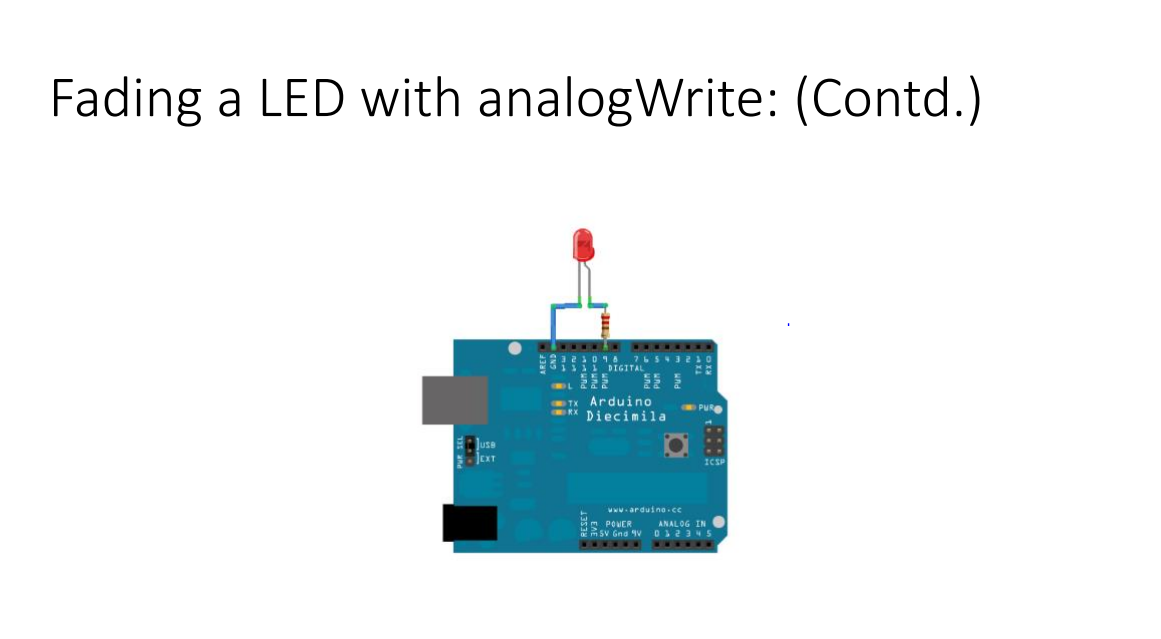 Fading a LED with analogWrite: (Contd.)
AREF
GND
13
12
11
10
9
8
7
6
5
4
3
2
TX 1
RX 0
PWM
PWM
PWM
DIGITAL
PWM
PWM
PWM
L
TX
RX
Arduino
Diecimila
PWR
1
ICSP
PWR SEL
USB
EXT
www.arduino.cc
RESET
3V3
POWER
5V Gnd 9V
ANALOG IN
0 1 2 3 4 5